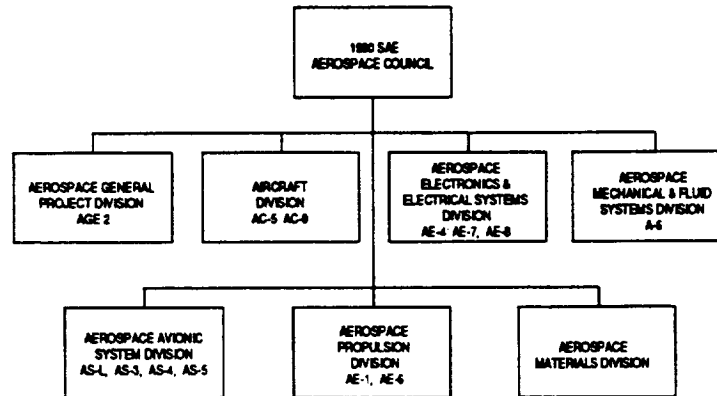 1990 SAE
AEROSPACE COUNCIL
AEROSPACE GENERAL
PROJECT DIVISION
AGE 2
AIRCRAFT
DIVISION
AC-5 AC-9
AEROSPACE
ELECTRONICS &
ELECTRICAL SYSTEMS
DIVISION
AE-4 AE-7, AE-8
AEROSPACE
MECHANICAL & FLUID
SYSTEMS DIVISION
A-6
AEROSPACE AVIONIC
SYSTEM DIVISION
AS-L, AS-3, AS-4, AS-5
AEROSPACE
PROPULSION
DIVISION
AE-1, AE-6
AEROSPACE
MATERIALS DIVISION